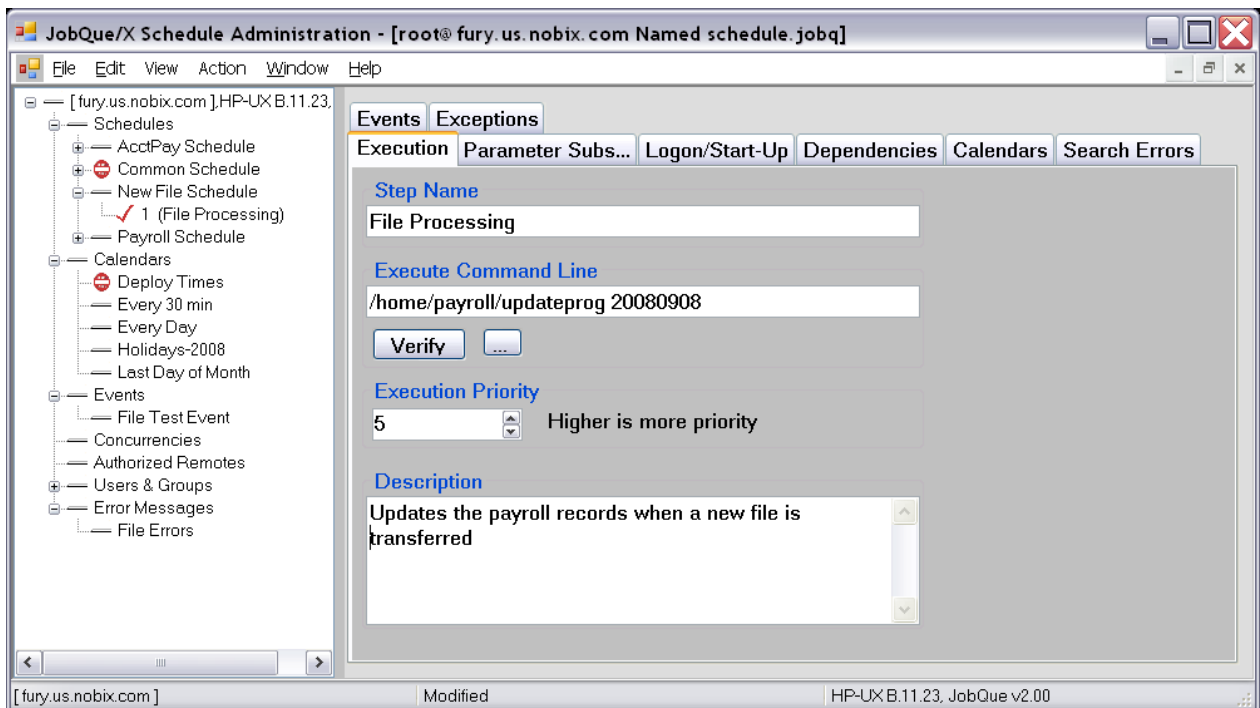 JobQue/X Schedule Administration - [root@fury.us.nobix.com Named schedule.jobq]
File Edit View Action Window Help
[fury.us.nobix.com],HP-UX B.11.23,
Schedules
AcctPay Schedule
Common Schedule
New File Schedule
1 (File Processing)
Payroll Schedule
Calendars
Deploy Times
Every 30 min
Every Day
Holidays-2008
Last Day of Month
Events
File Test Event
Concurrencies
Authorized Remotes
Users & Groups
Error Messages
File Errors
Events Exceptions
Execution Parameter Subs... Logon/Start-Up Dependencies Calendars Search Errors
Step Name
File Processing
Execute Command Line
/home/payroll/updateprog 20080908
Verify ...
Execution Priority
5 Higher is more priority
Description
Updates the payroll records when a new file is
transferred
[fury.us.nobix.com] Modified HP-UX B.11.23, JobQue v2.00